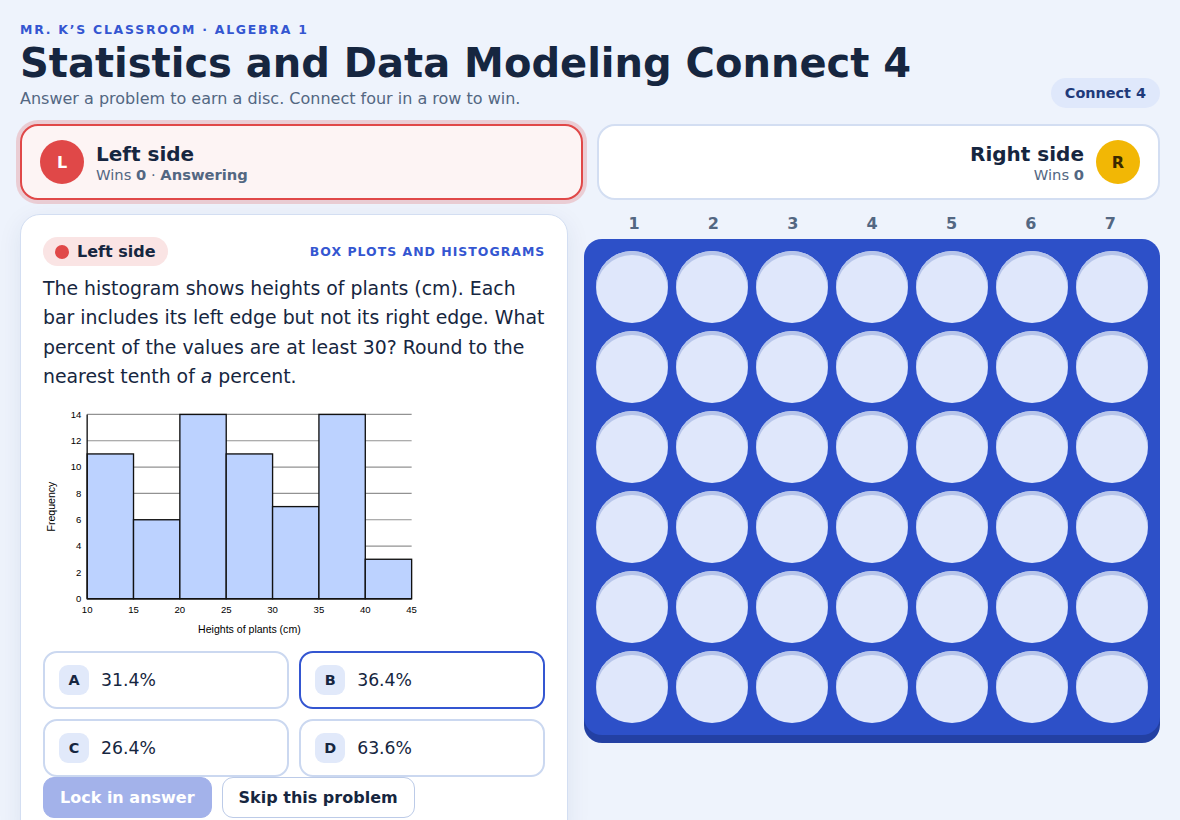 MR. K’S CLASSROOM · ALGEBRA 1
Statistics and Data Modeling Connect 4
Answer a problem to earn a disc. Connect four in a row to win.
Connect 4
L
Left side
Wins 0 · Answering
Right side
Wins 0
R
Left side
BOX PLOTS AND HISTOGRAMS
The histogram shows heights of plants (cm). Each
bar includes its left edge but not its right edge. What
percent of the values are at least 30? Round to the
nearest tenth of a percent.
14
12
10
8
6
4
2
0
Frequency
10 15 20 25 30 35 40 45
Heights of plants (cm)
A 31.4%
B 36.4%
C 26.4%
D 63.6%
Lock in answer
Skip this problem
1 2 3 4 5 6 7